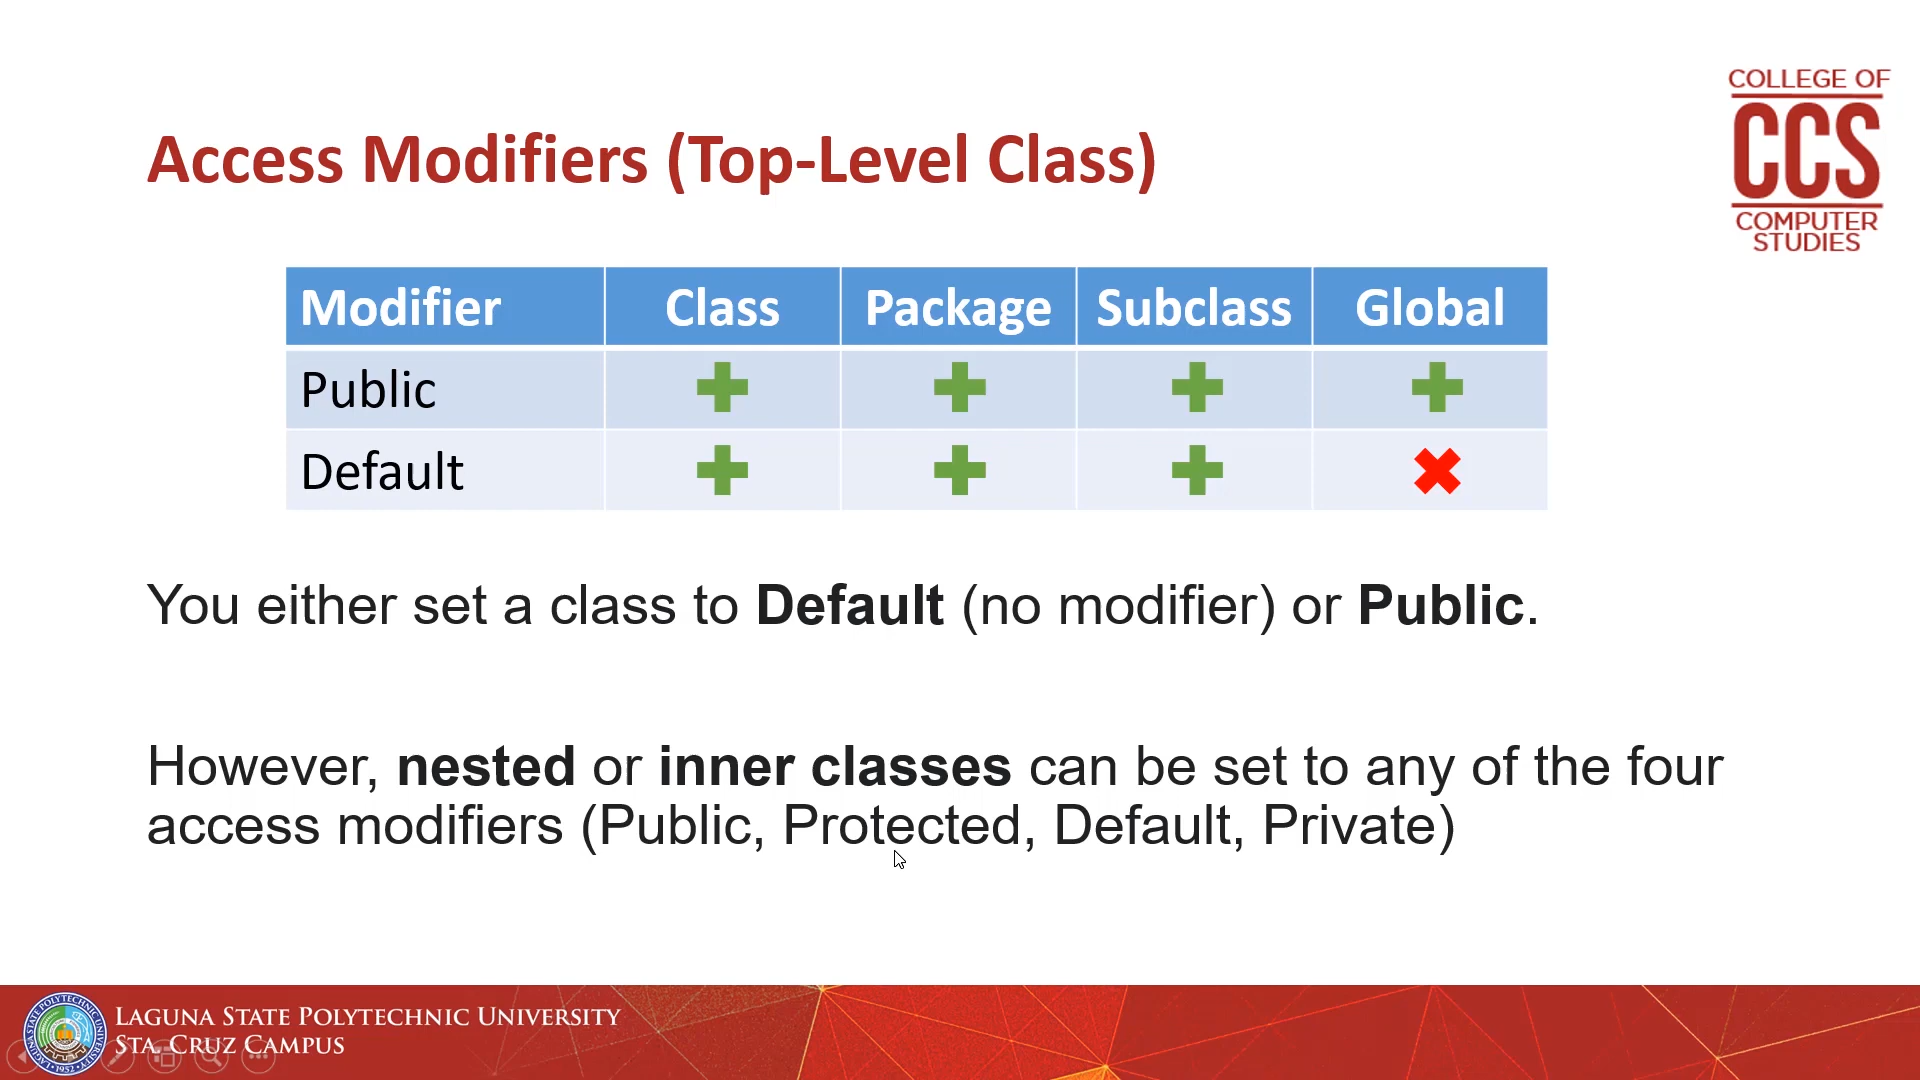 COLLEGE OF
CCS
COMPUTER
STUDIES
Access Modifiers (Top-Level Class)
Modifier Class Package Subclass Global
Public
Default
You either set a class to Default (no modifier) or Public.
However, nested or inner classes can be set to any of the four
access modifiers (Public, Protected, Default, Private)
LAGUNA STATE POLYTECHNIC UNIVERSITY
STA. CRUZ CAMPUS
1952